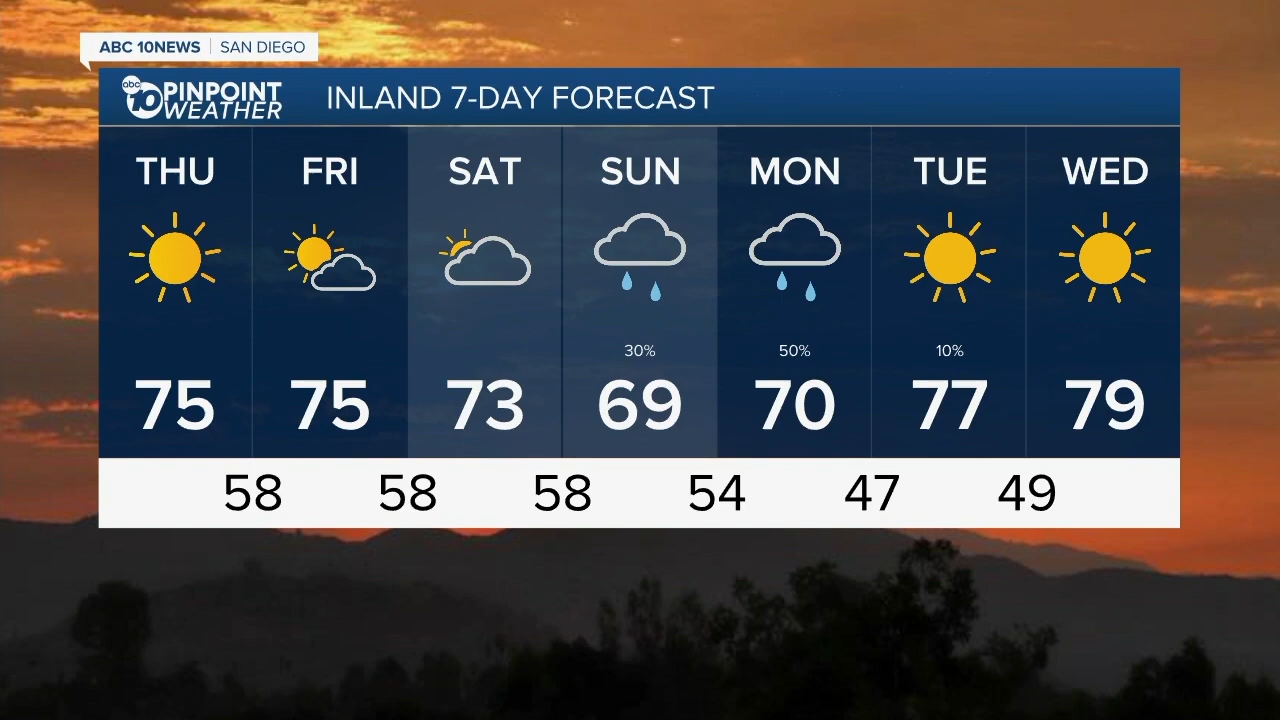 ABC 10NEWS | SAN DIEGO
abc 10 PINPOINT WEATHER
INLAND 7-DAY FORECAST
THU FRI SAT SUN MON TUE WED
30% 50% 10%
75 75 73 69 70 77 79
58 58 58 54 47 49